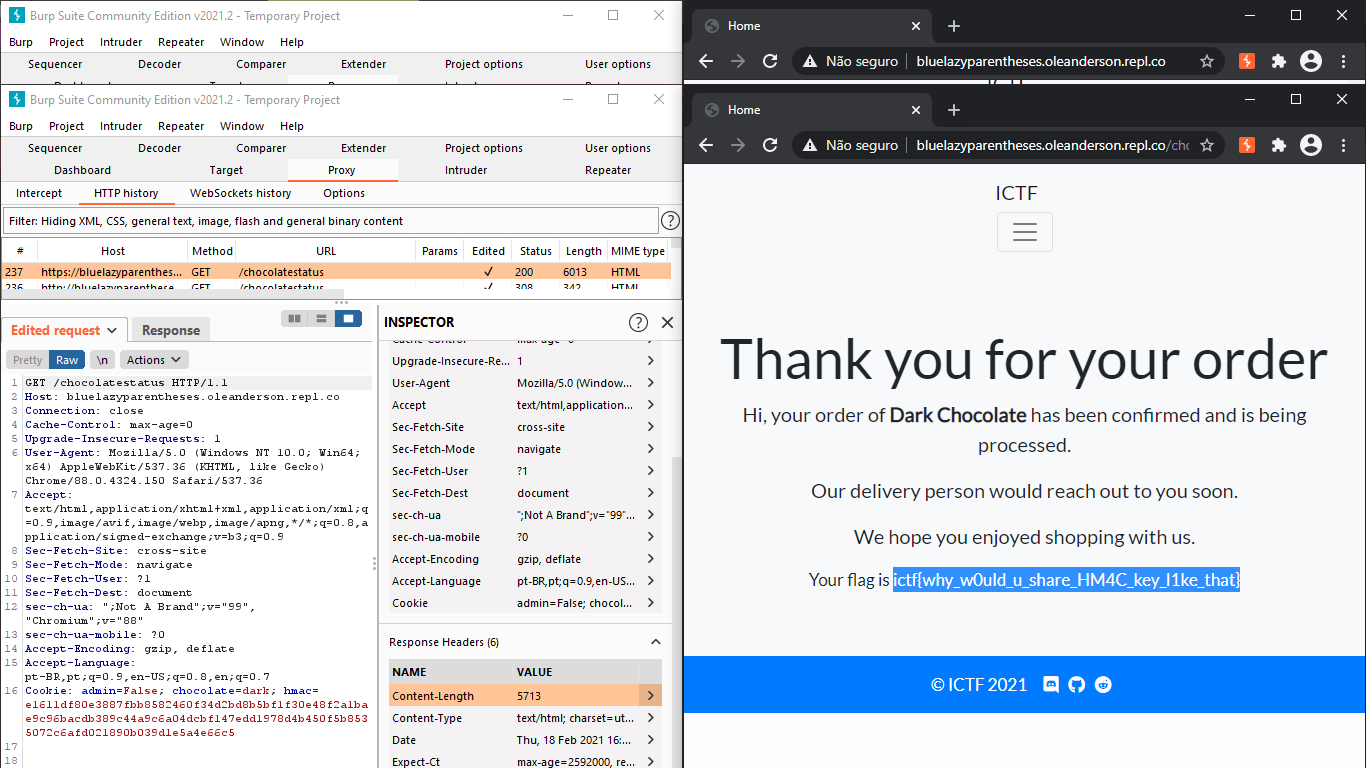 Burp Suite Community Edition v2021.2 - Temporary Project
Burp Project Intruder Repeater Window Help
Sequencer Decoder Comparer Extender Project options User options
Burp Suite Community Edition v2021.2 - Temporary Project
Burp Project Intruder Repeater Window Help
Sequencer Decoder Comparer Extender Project options User options
Dashboard Target Proxy Intruder Repeater
Intercept HTTP history WebSockets history Options
Filter: Hiding XML, CSS, general text, image, flash and general binary content
?
# Host Method URL Params Edited Status Length MIME type
237 https://bluelazyparenthes... GET /chocolatestatus ✓ 200 6013 HTML
236 http://bluelazyparenthese... GET /chocolatestatus ✓ 308 342 HTML
Edited request Response
Pretty Raw \n Actions
1 GET /chocolatestatus HTTP/1.1
2 Host: bluelazyparentheses.oleanderson.repl.co
3 Connection: close
4 Cache-Control: max-age=0
5 Upgrade-Insecure-Requests: 1
6 User-Agent: Mozilla/5.0 (Windows NT 10.0; Win64;
x64) AppleWebKit/537.36 (KHTML, like Gecko)
Chrome/88.0.4324.150 Safari/537.36
7 Accept:
text/html,application/xhtml+xml,application/xml;q
=0.9,image/avif,image/webp,image/apng,*/*;q=0.8,a
pplication/signed-exchange;v=b3;q=0.9
8 Sec-Fetch-Site: cross-site
9 Sec-Fetch-Mode: navigate
10 Sec-Fetch-User: ?1
11 Sec-Fetch-Dest: document
12 sec-ch-ua: ";Not A Brand";v="99",
"Chromium";v="88"
13 sec-ch-ua-mobile: ?0
14 Accept-Encoding: gzip, deflate
15 Accept-Language:
pt-BR,pt;q=0.9,en-US;q=0.8,en;q=0.7
16 Cookie: admin=False; chocolate=dark; hmac=
e1611df80e3887fbb8582460f34d2bd8b5bf1f30e48f2a1ba
e9c96bacdb389c44a9c6a04dcbf147edd1978d4b450f5b853
5072c6afd021890b039d1e5a4e66c5
17
18
INSPECTOR ?
Cache-Control max-age=0
Upgrade-Insecure-Re... 1
User-Agent Mozilla/5.0 (Window...
Accept text/html,application...
Sec-Fetch-Site cross-site
Sec-Fetch-Mode navigate
Sec-Fetch-User ?1
Sec-Fetch-Dest document
sec-ch-ua ";Not A Brand";v="99"...
sec-ch-ua-mobile ?0
Accept-Encoding gzip, deflate
Accept-Language pt-BR,pt;q=0.9,en-US...
Cookie admin=False; chocol...
Response Headers (6)
NAME VALUE
Content-Length 5713
Content-Type text/html; charset=ut...
Date Thu, 18 Feb 2021 16:...
Expect-Ct max-age=2592000, re...
Home
Não seguro bluelazyparentheses.oleanderson.repl.co
Home
Não seguro bluelazyparentheses.oleanderson.repl.co/cho
ICTF
Thank you for your order
Hi, your order of Dark Chocolate has been confirmed and is being
processed.
Our delivery person would reach out to you soon.
We hope you enjoyed shopping with us.
Your flag is ictf{why_w0uld_u_share_HM4C_key_l1ke_that}
© ICTF 2021